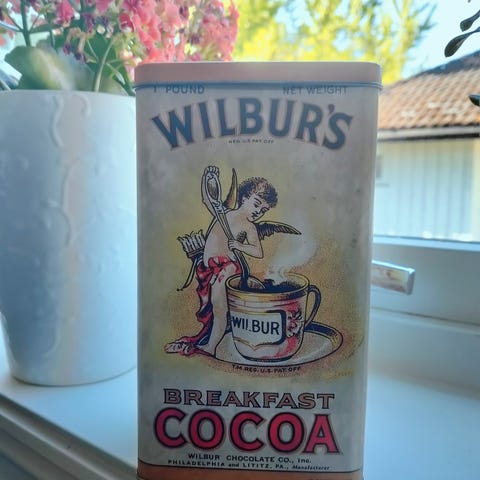 1 POUND NET WEIGHT
WILBUR'S
REG. U.S. PAT. OFF.
WILBUR
T.M. REG. U.S. PAT. OFF.
BREAKFAST
COCOA
WILBUR CHOCOLATE CO., Inc.
PHILADELPHIA and LITITZ, PA., Manufacturer